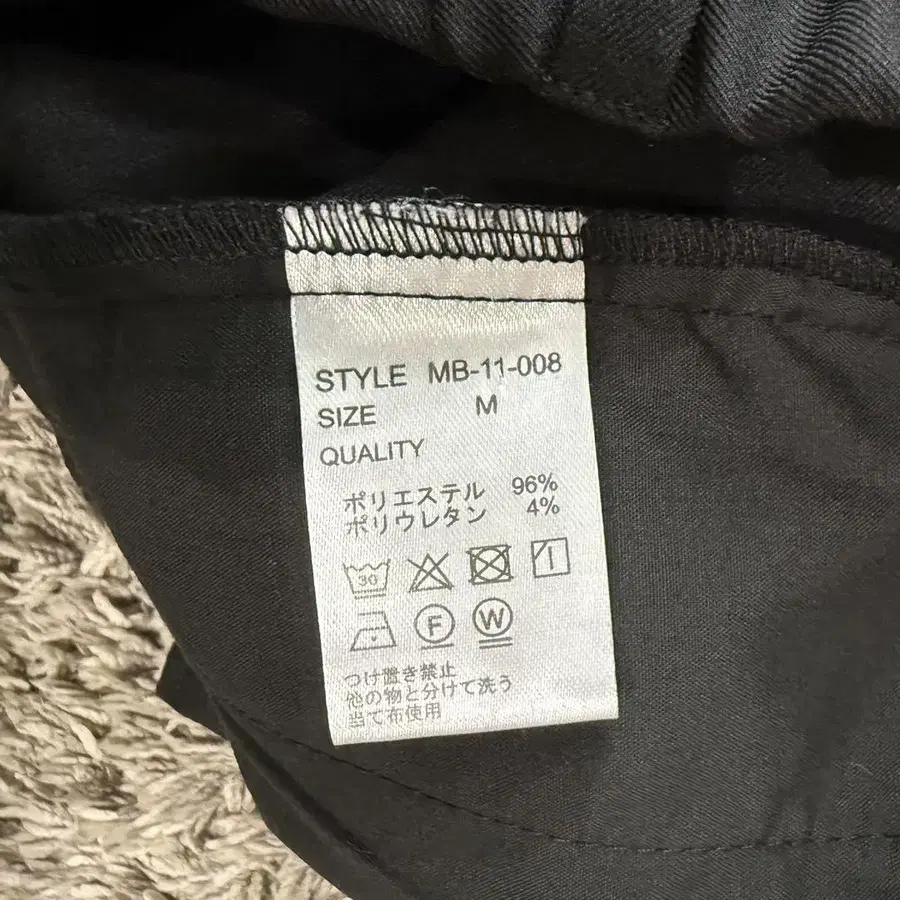 STYLE MB-11-008
SIZE M
QUALITY
ポリエステル 96%
ポリウレタン 4%
30
F W
つけ置き禁止
他の物と分けて洗う
当て布使用